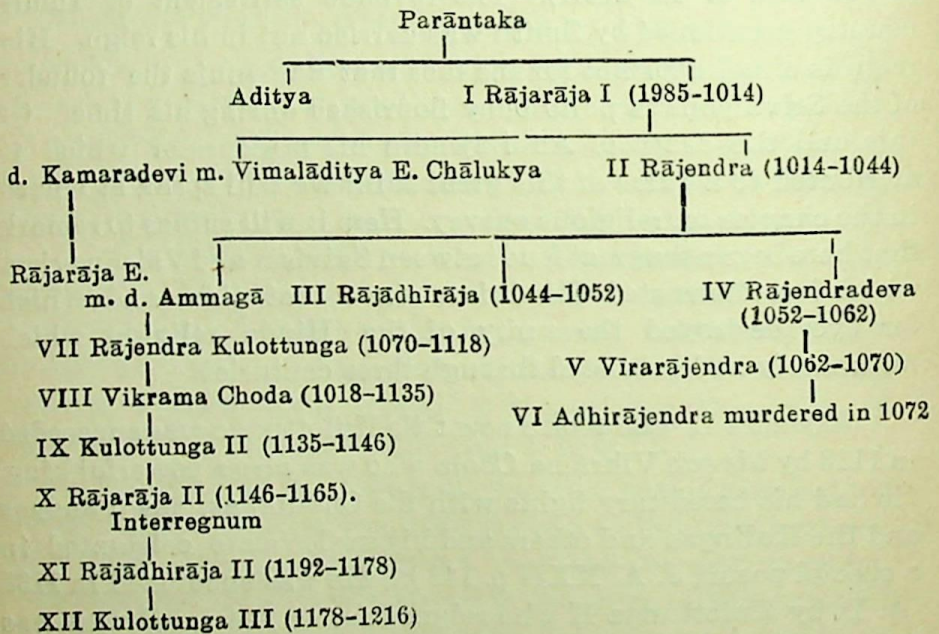 Parāntaka
Aditya I Rājarāja I (1985-1014)
d. Kamaradevi m. Vimalāditya E. Chālukya II Rājendra (1014-1044)
Rājarāja E.
m. d. Ammagā III Rājādhīrāja (1044-1052) IV Rājendradeva
(1052-1062)
VII Rājendra Kulottunga (1070-1118)
V Vīrarājendra (1062-1070)
VIII Vikrama Choda (1018-1135)
VI Adhirājendra murdered in 1072
IX Kulottunga II (1135-1146)
X Rājarāja II (1146-1165).
Interregnum
XI Rājādhirāja II (1192-1178)
XII Kulottunga III (1178-1216)